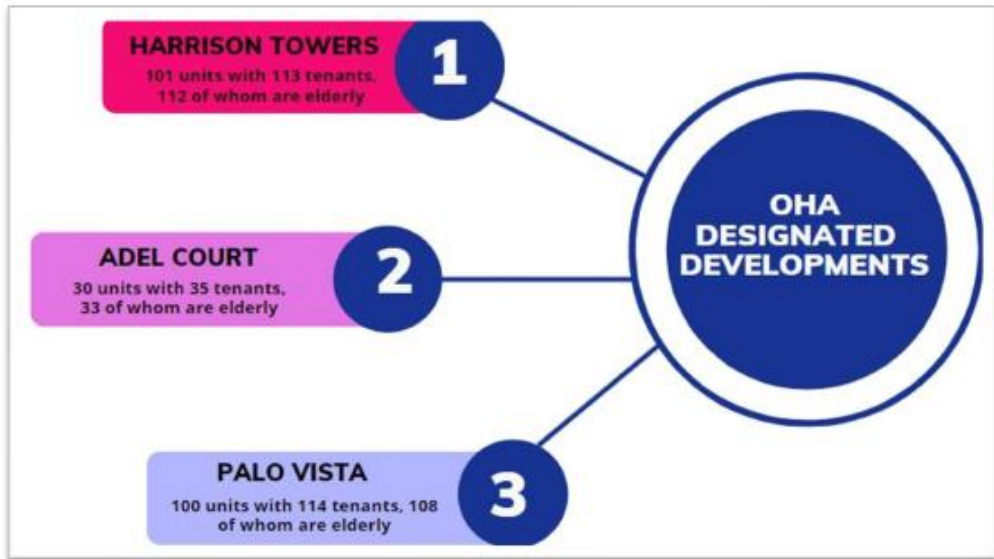 HARRISON TOWERS
101 units with 113 tenants,
112 of whom are elderly
1
ADEL COURT
30 units with 35 tenants,
33 of whom are elderly
2
PALO VISTA
100 units with 114 tenants, 108
of whom are elderly
3
OHA
DESIGNATED
DEVELOPMENTS